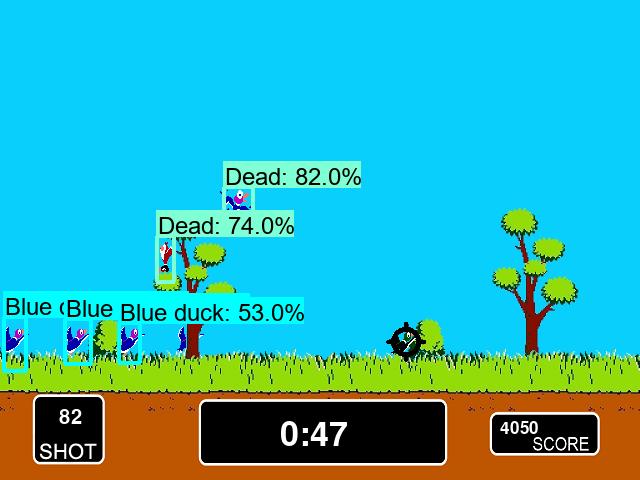 Dead: 82.0%
Dead: 74.0%
Blue
Blue
Blue duck: 53.0%
82
SHOT
0:47
4050
SCORE